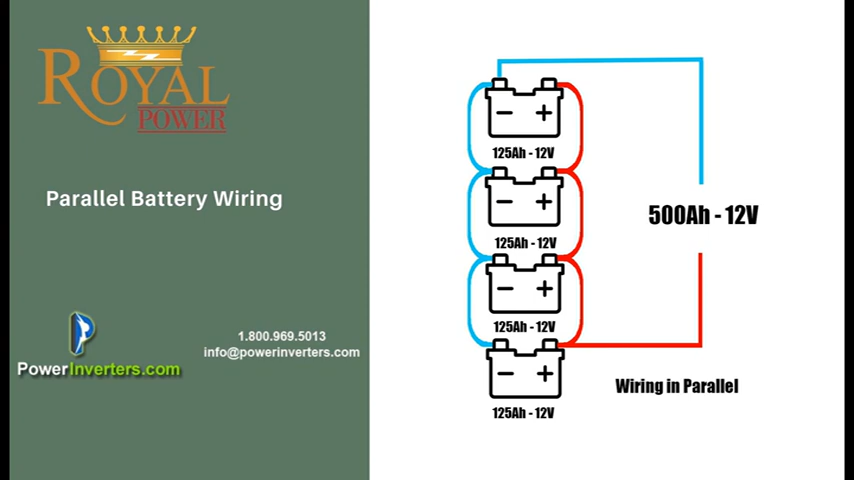 ROYAL
POWER
Parallel Battery Wiring
P
PowerInverters.com
1.800.969.5013
info@powerinverters.com
- +
125Ah - 12V
- +
125Ah - 12V
- +
125Ah - 12V
- +
125Ah - 12V
500Ah - 12V
Wiring in Parallel